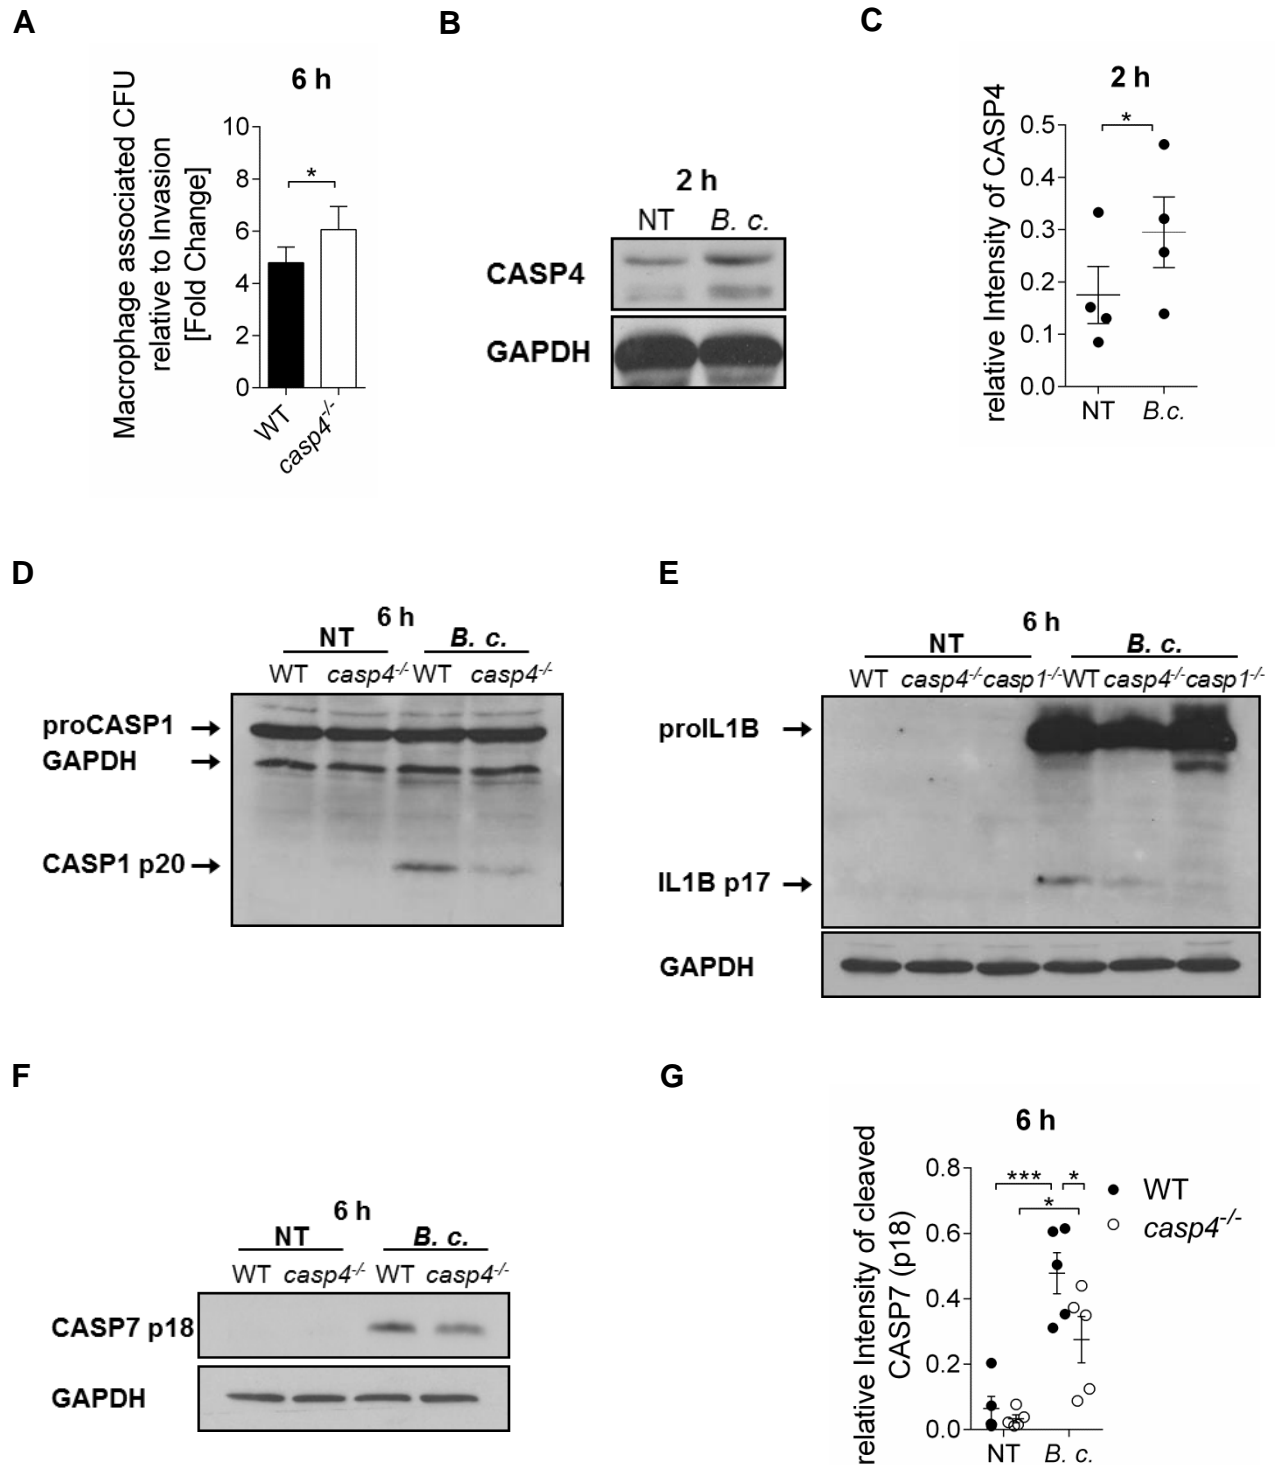 A
6 h
Macrophage associated CFU
relative to Invasion
[Fold Change]
10
8
6
4
2
0
*
WT
casp4-/-
B
2 h
NT B. c.
CASP4
GAPDH
C
2 h
relative Intensity of CASP4
0.5
0.4
0.3
0.2
0.1
0.0
*
NT B.c.
D
6 h
NT B. c.
WT casp4-/- WT casp4-/-
proCASP1
GAPDH
CASP1 p20
E
6 h
NT B. c.
WT casp4-/- casp1-/- WT casp4-/- casp1-/-
proIL1B
IL1B p17
GAPDH
F
6 h
NT B. c.
WT casp4-/- WT casp4-/-
CASP7 p18
GAPDH
G
6 h
relative Intensity of cleaved
CASP7 (p18)
0.8
0.6
0.4
0.2
0.0
*** *
*
NT B. c.
WT
casp4-/-